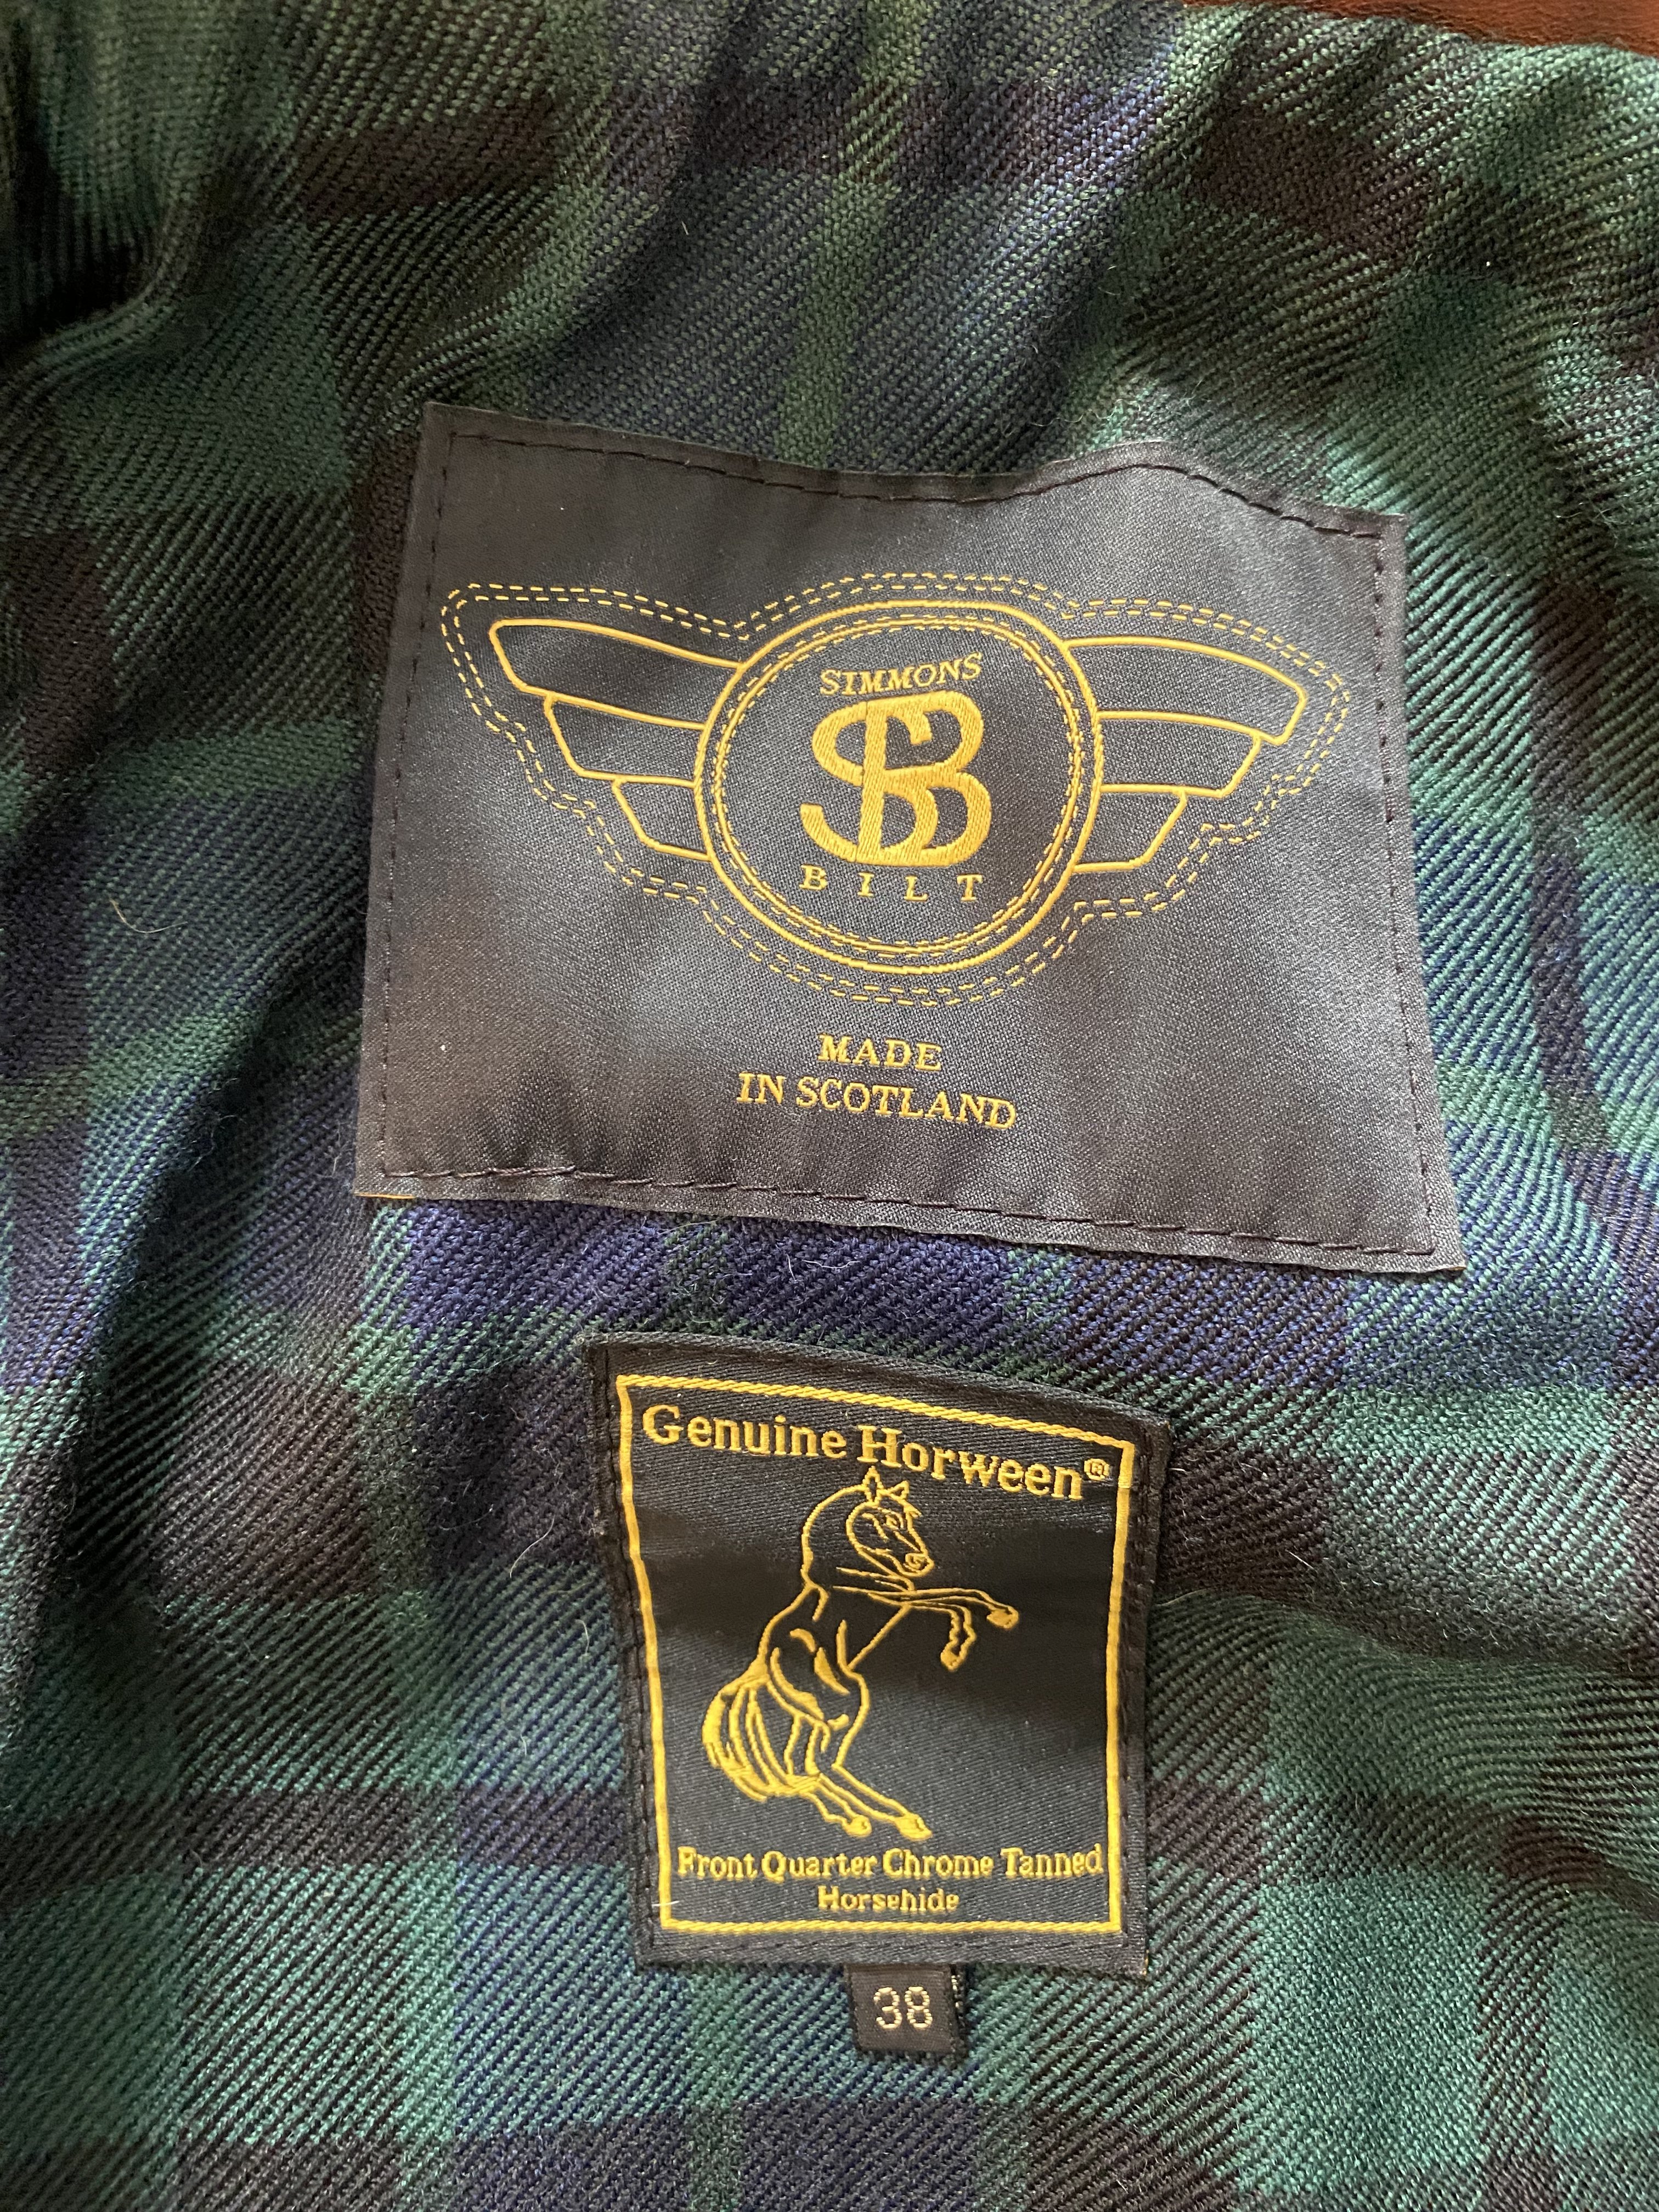 SIMMONS
SB
BILT
MADE
IN SCOTLAND
Genuine Horween®
Front Quarter Chrome Tanned
Horsehide
38